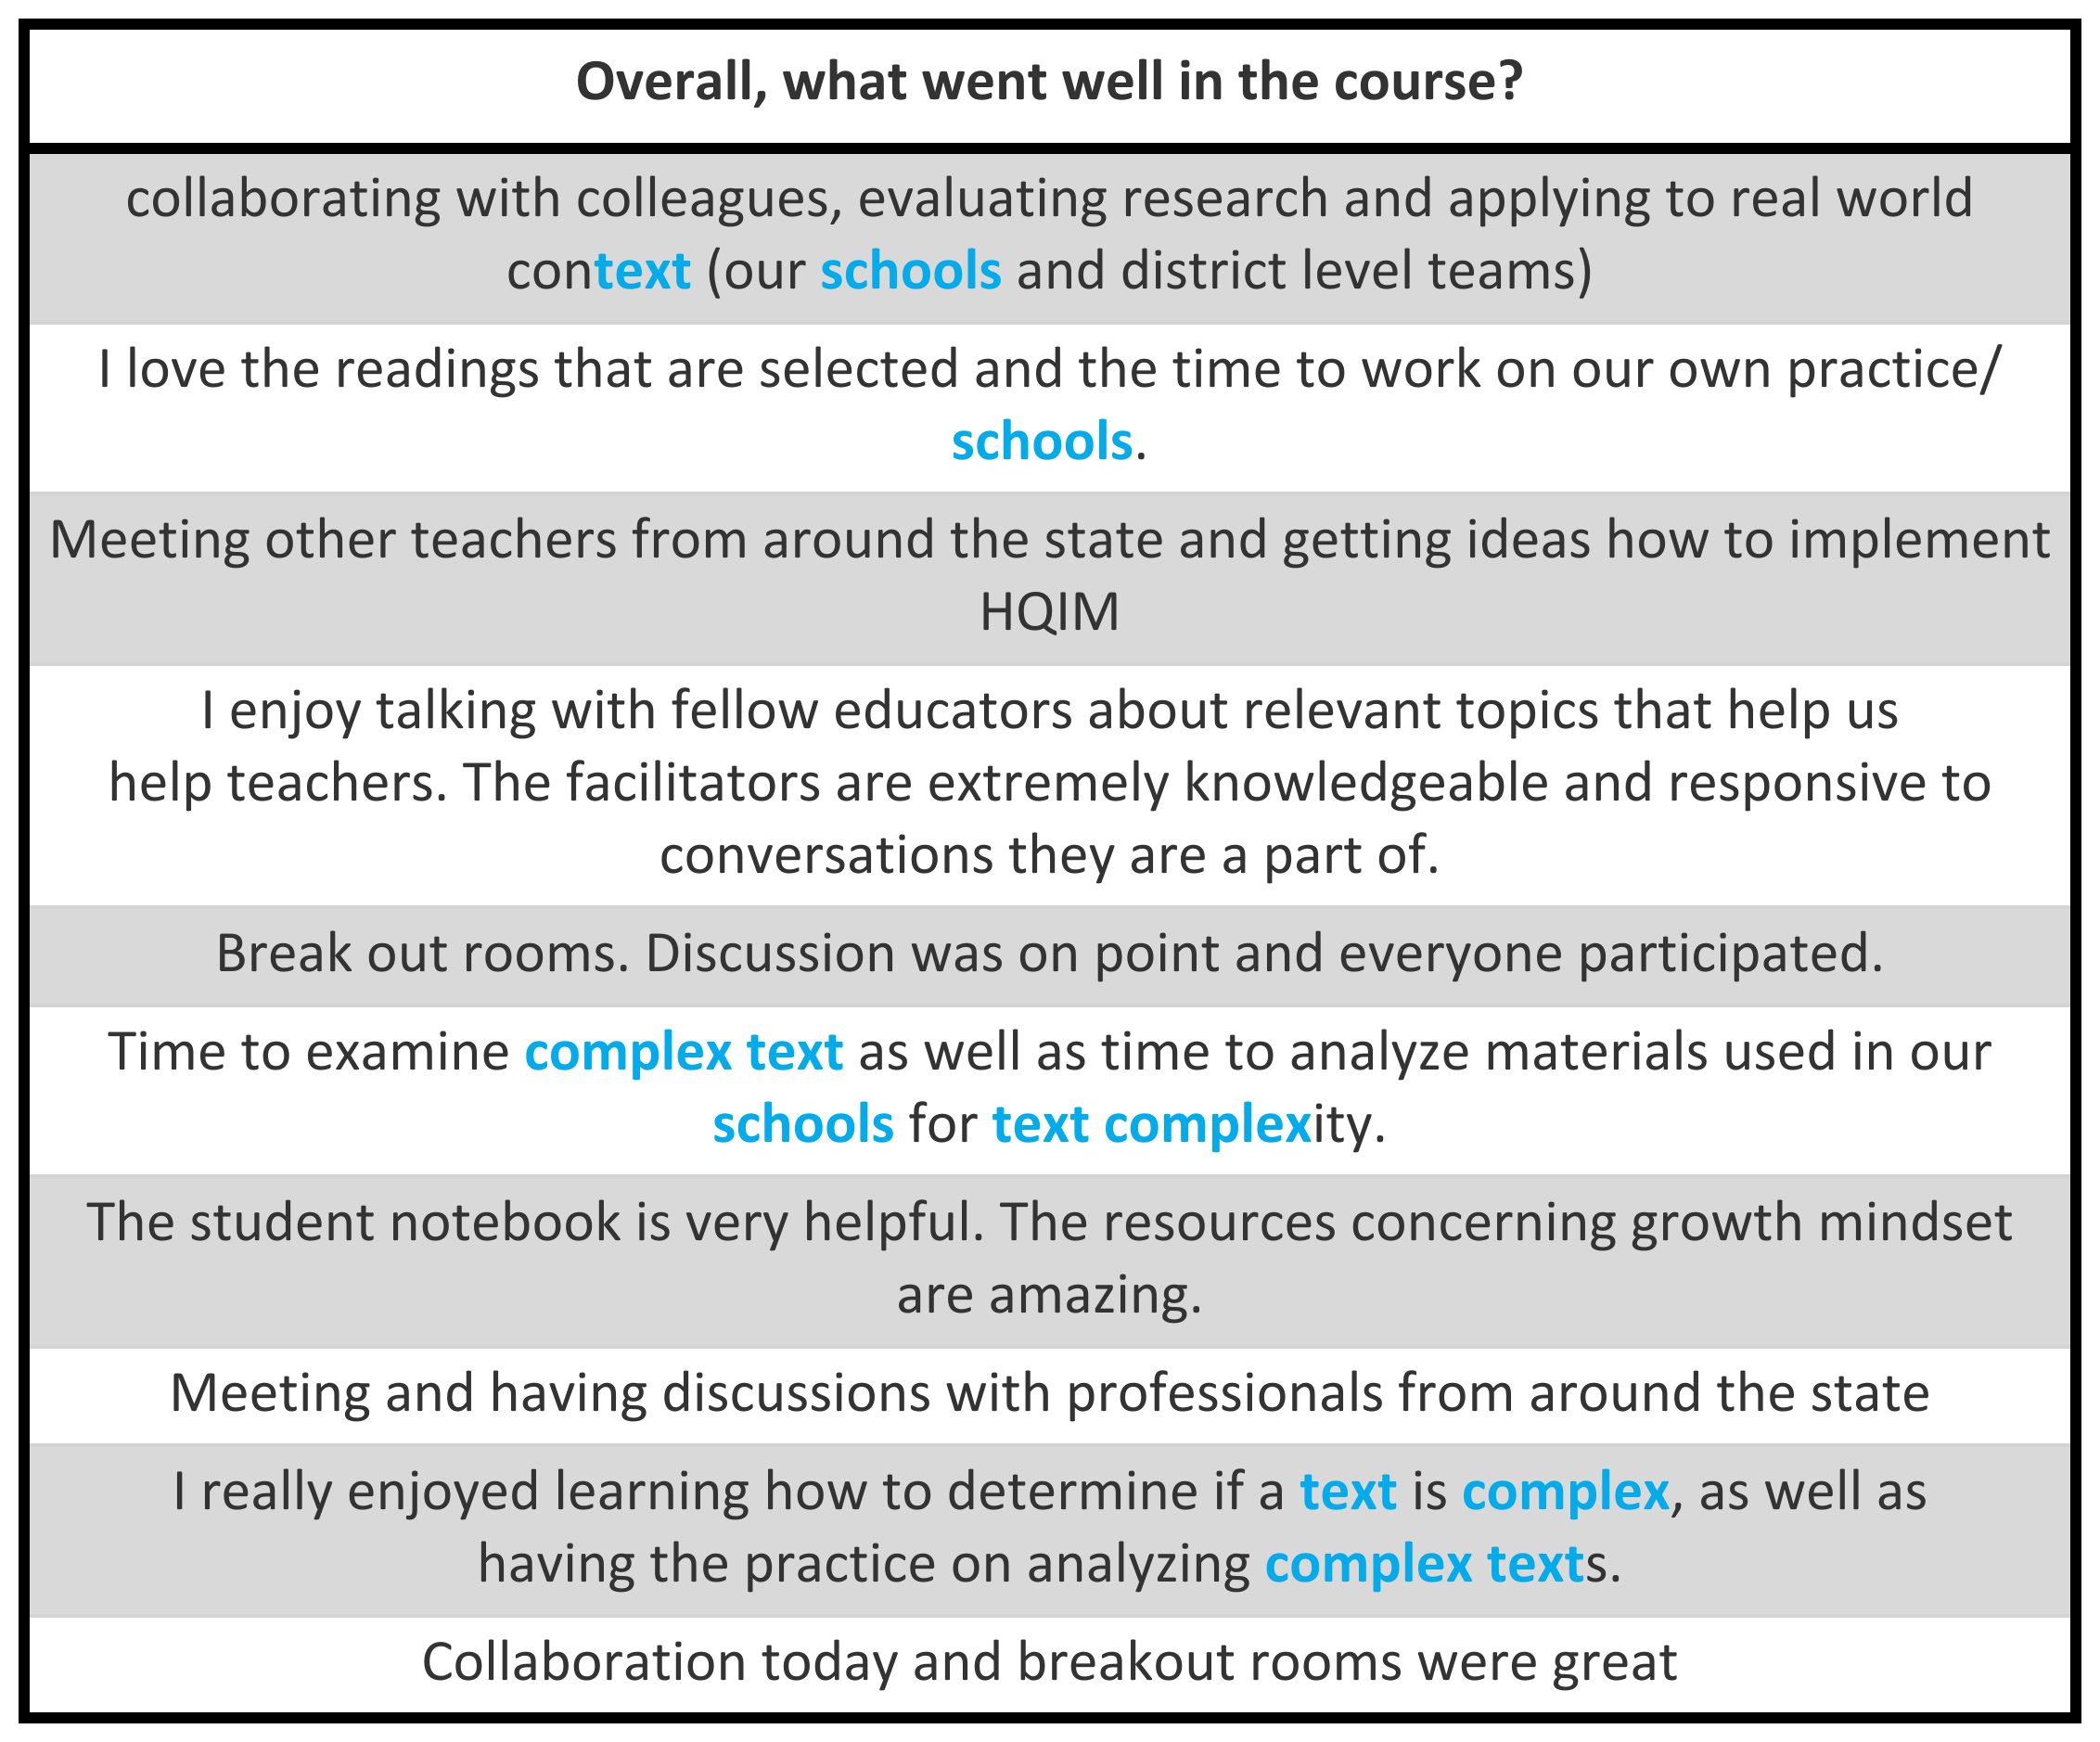 Overall, what went well in the course?
collaborating with colleagues, evaluating research and applying to real world
context (our schools and district level teams)
I love the readings that are selected and the time to work on our own practice/
schools.
Meeting other teachers from around the state and getting ideas how to implement
HQIM
I enjoy talking with fellow educators about relevant topics that help us
help teachers. The facilitators are extremely knowledgeable and responsive to
conversations they are a part of.
Break out rooms. Discussion was on point and everyone participated.
Time to examine complex text as well as time to analyze materials used in our
schools for text complexity.
The student notebook is very helpful. The resources concerning growth mindset
are amazing.
Meeting and having discussions with professionals from around the state
I really enjoyed learning how to determine if a text is complex, as well as
having the practice on analyzing complex texts.
Collaboration today and breakout rooms were great